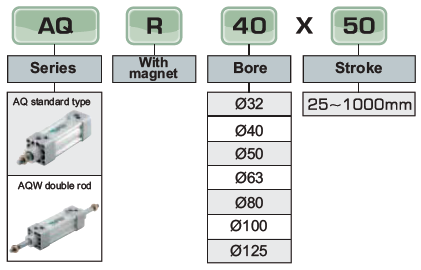 AQ R 40 X 50
Series With magnet Bore Stroke
AQ standard type
AQW double rod
Ø32
Ø40
Ø50
Ø63
Ø80
Ø100
Ø125
25~1000mm